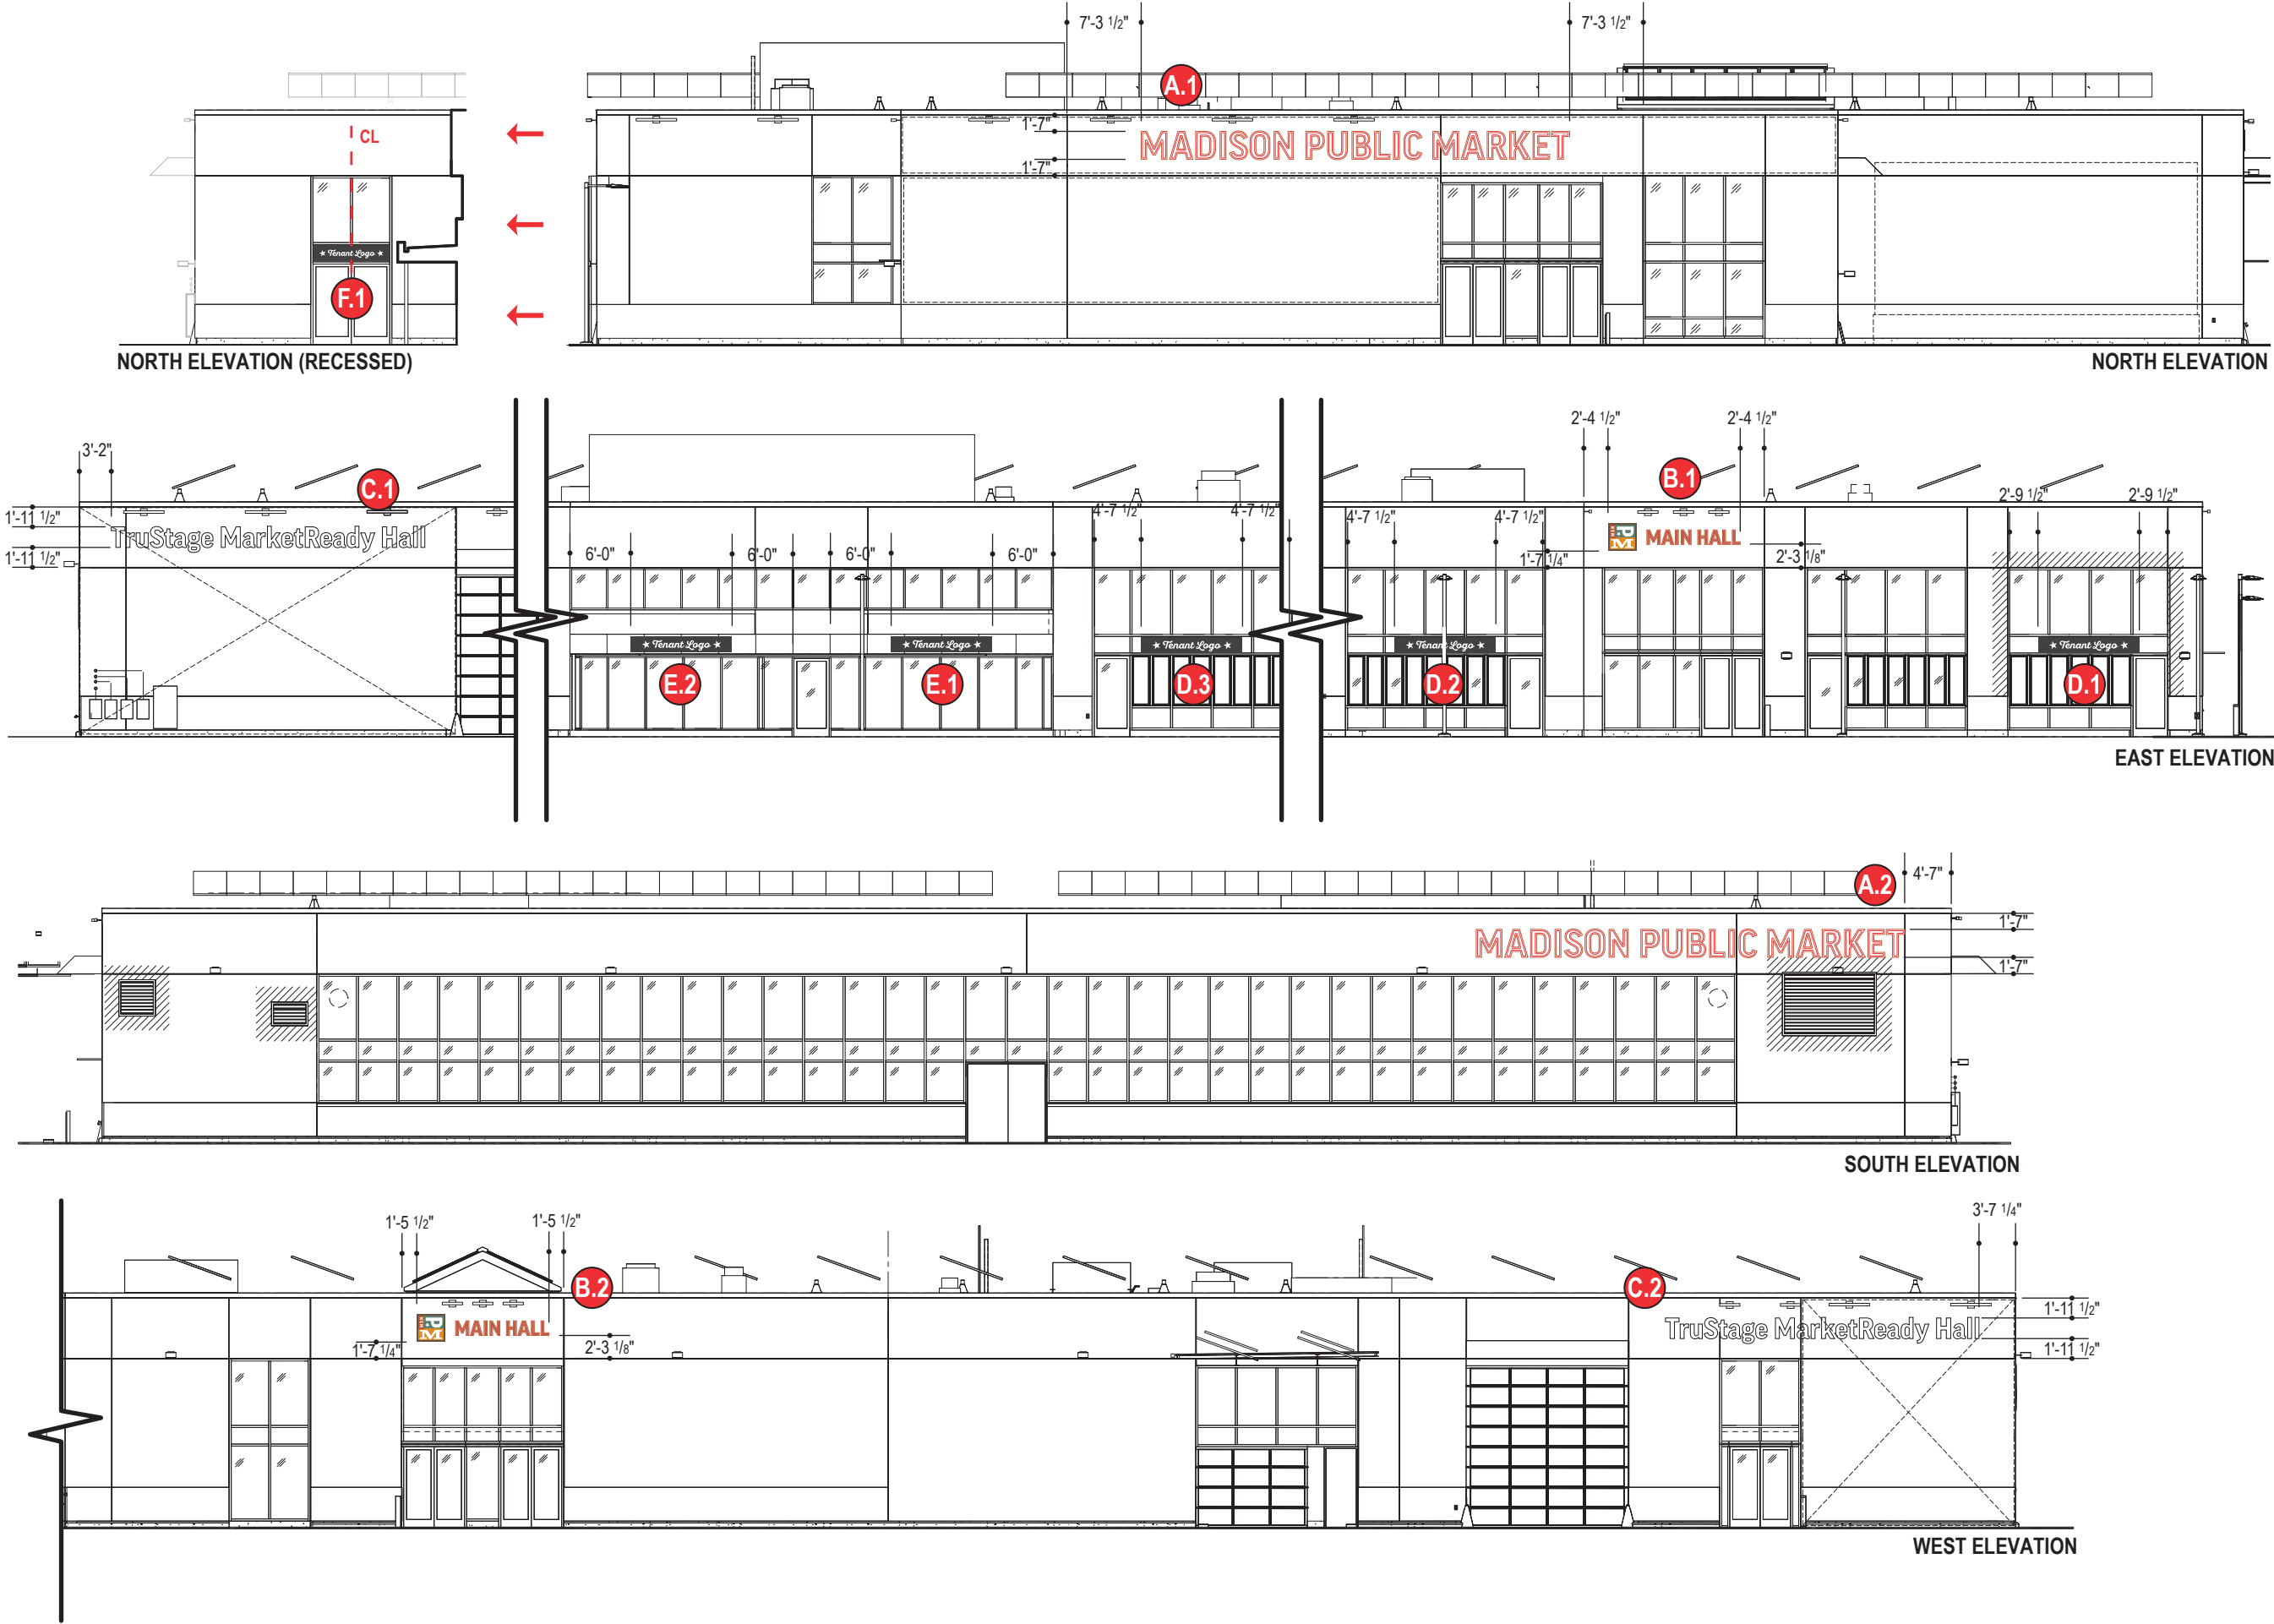 7'-3 1/2"
7'-3 1/2"
A.1
CL
1'-7"
MADISON PUBLIC MARKET
1'-7"
★ Tenant Logo ★
F.1
NORTH ELEVATION (RECESSED)
NORTH ELEVATION
2'-4 1/2"
2'-4 1/2"
3'-2"
C.1
B.1
2'-9 1/2"
2'-9 1/2"
4'-7 1/2"
4'-7 1/2"
4'-7 1/2"
4'-7 1/2"
1'-11 1/2"
TruStage MarketReady Hall
MAIN HALL
1'-11 1/2"
6'-0"
6'-0"
6'-0"
6'-0"
1'-7 1/4"
2'-3 1/8"
★ Tenant Logo ★
★ Tenant Logo ★
★ Tenant Logo ★
★ Tenant Logo ★
★ Tenant Logo ★
E.2
E.1
D.3
D.2
D.1
EAST ELEVATION
A.2
4'-7"
1'-7"
MADISON PUBLIC MARKET
1'-7"
SOUTH ELEVATION
1'-5 1/2"
1'-5 1/2"
3'-7 1/4"
B.2
C.2
1'-11 1/2"
MAIN HALL
TruStage MarketReady Hall
1'-7 1/4"
2'-3 1/8"
1'-11 1/2"
WEST ELEVATION